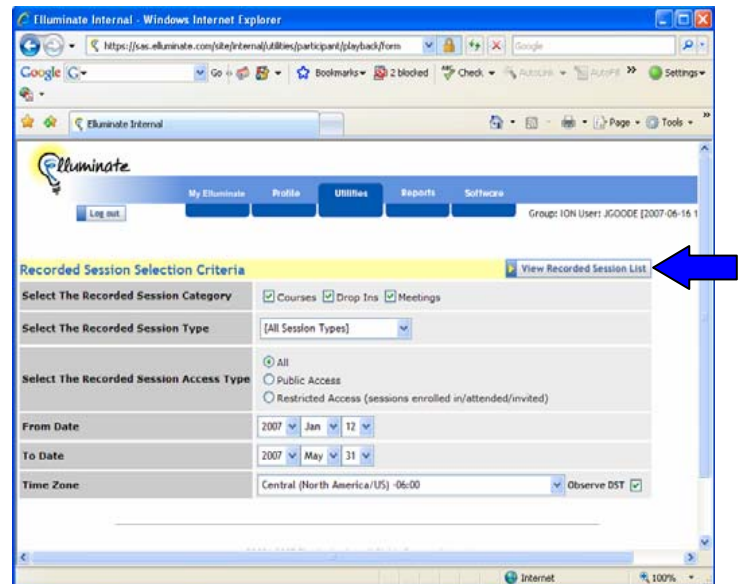 Elluminate Internal - Windows Internet Explorer
https://sas.elluminate.com/site/internal/utilities/participant/playback/form
Google
Google G Go Bookmarks 2 blocked Check AutoLink AutoFill Settings
Elluminate Internal Page Tools
Elluminate
My Elluminate Profile Utilities Reports Software
Log out Group: ION User: JGOODE [2007-06-16 1
Recorded Session Selection Criteria View Recorded Session List
Select The Recorded Session Category Courses Drop Ins Meetings
Select The Recorded Session Type [All Session Types]
All
Select The Recorded Session Access Type Public Access
Restricted Access (sessions enrolled in/attended/invited)
From Date 2007 Jan 12
To Date 2007 May 31
Time Zone Central (North America/US) -06:00 Observe DST
Internet 100%